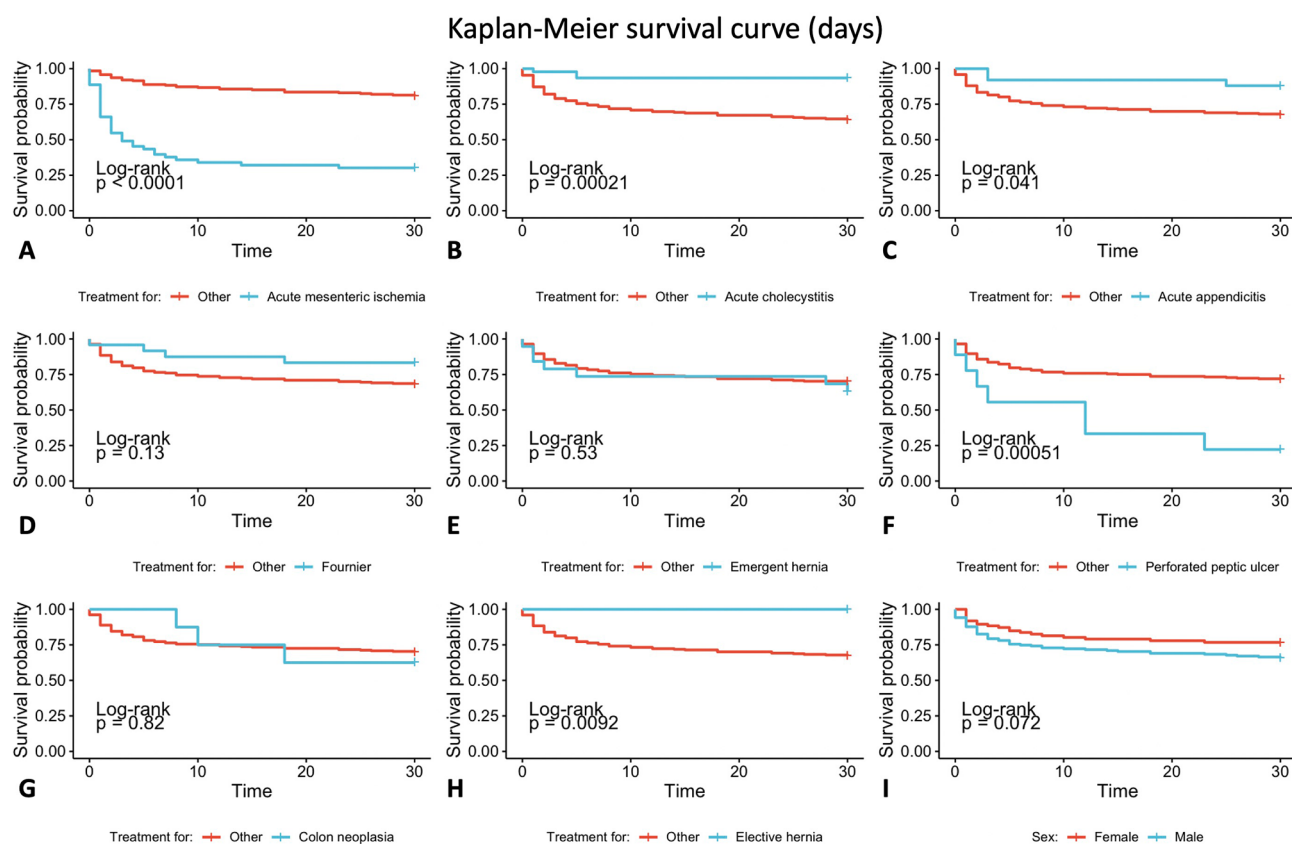 Kaplan-Meier survival curve (days)
Survival probability
1.00
0.75
0.50
0.25
0.00
Log-rank
p < 0.0001
0 10 20 30
Time
A
Treatment for: Other Acute mesenteric ischemia
Survival probability
1.00
0.75
0.50
0.25
0.00
Log-rank
p = 0.00021
0 10 20 30
Time
B
Treatment for: Other Acute cholecystitis
Survival probability
1.00
0.75
0.50
0.25
0.00
Log-rank
p = 0.041
0 10 20 30
Time
C
Treatment for: Other Acute appendicitis
Survival probability
1.00
0.75
0.50
0.25
0.00
Log-rank
p = 0.13
0 10 20 30
Time
D
Treatment for: Other Fournier
Survival probability
1.00
0.75
0.50
0.25
0.00
Log-rank
p = 0.53
0 10 20 30
Time
E
Treatment for: Other Emergent hernia
Survival probability
1.00
0.75
0.50
0.25
0.00
Log-rank
p = 0.00051
0 10 20 30
Time
F
Treatment for: Other Perforated peptic ulcer
Survival probability
1.00
0.75
0.50
0.25
0.00
Log-rank
p = 0.82
0 10 20 30
Time
G
Treatment for: Other Colon neoplasia
Survival probability
1.00
0.75
0.50
0.25
0.00
Log-rank
p = 0.0092
0 10 20 30
Time
H
Treatment for: Other Elective hernia
Survival probability
1.00
0.75
0.50
0.25
0.00
Log-rank
p = 0.072
0 10 20 30
Time
I
Sex: Female Male